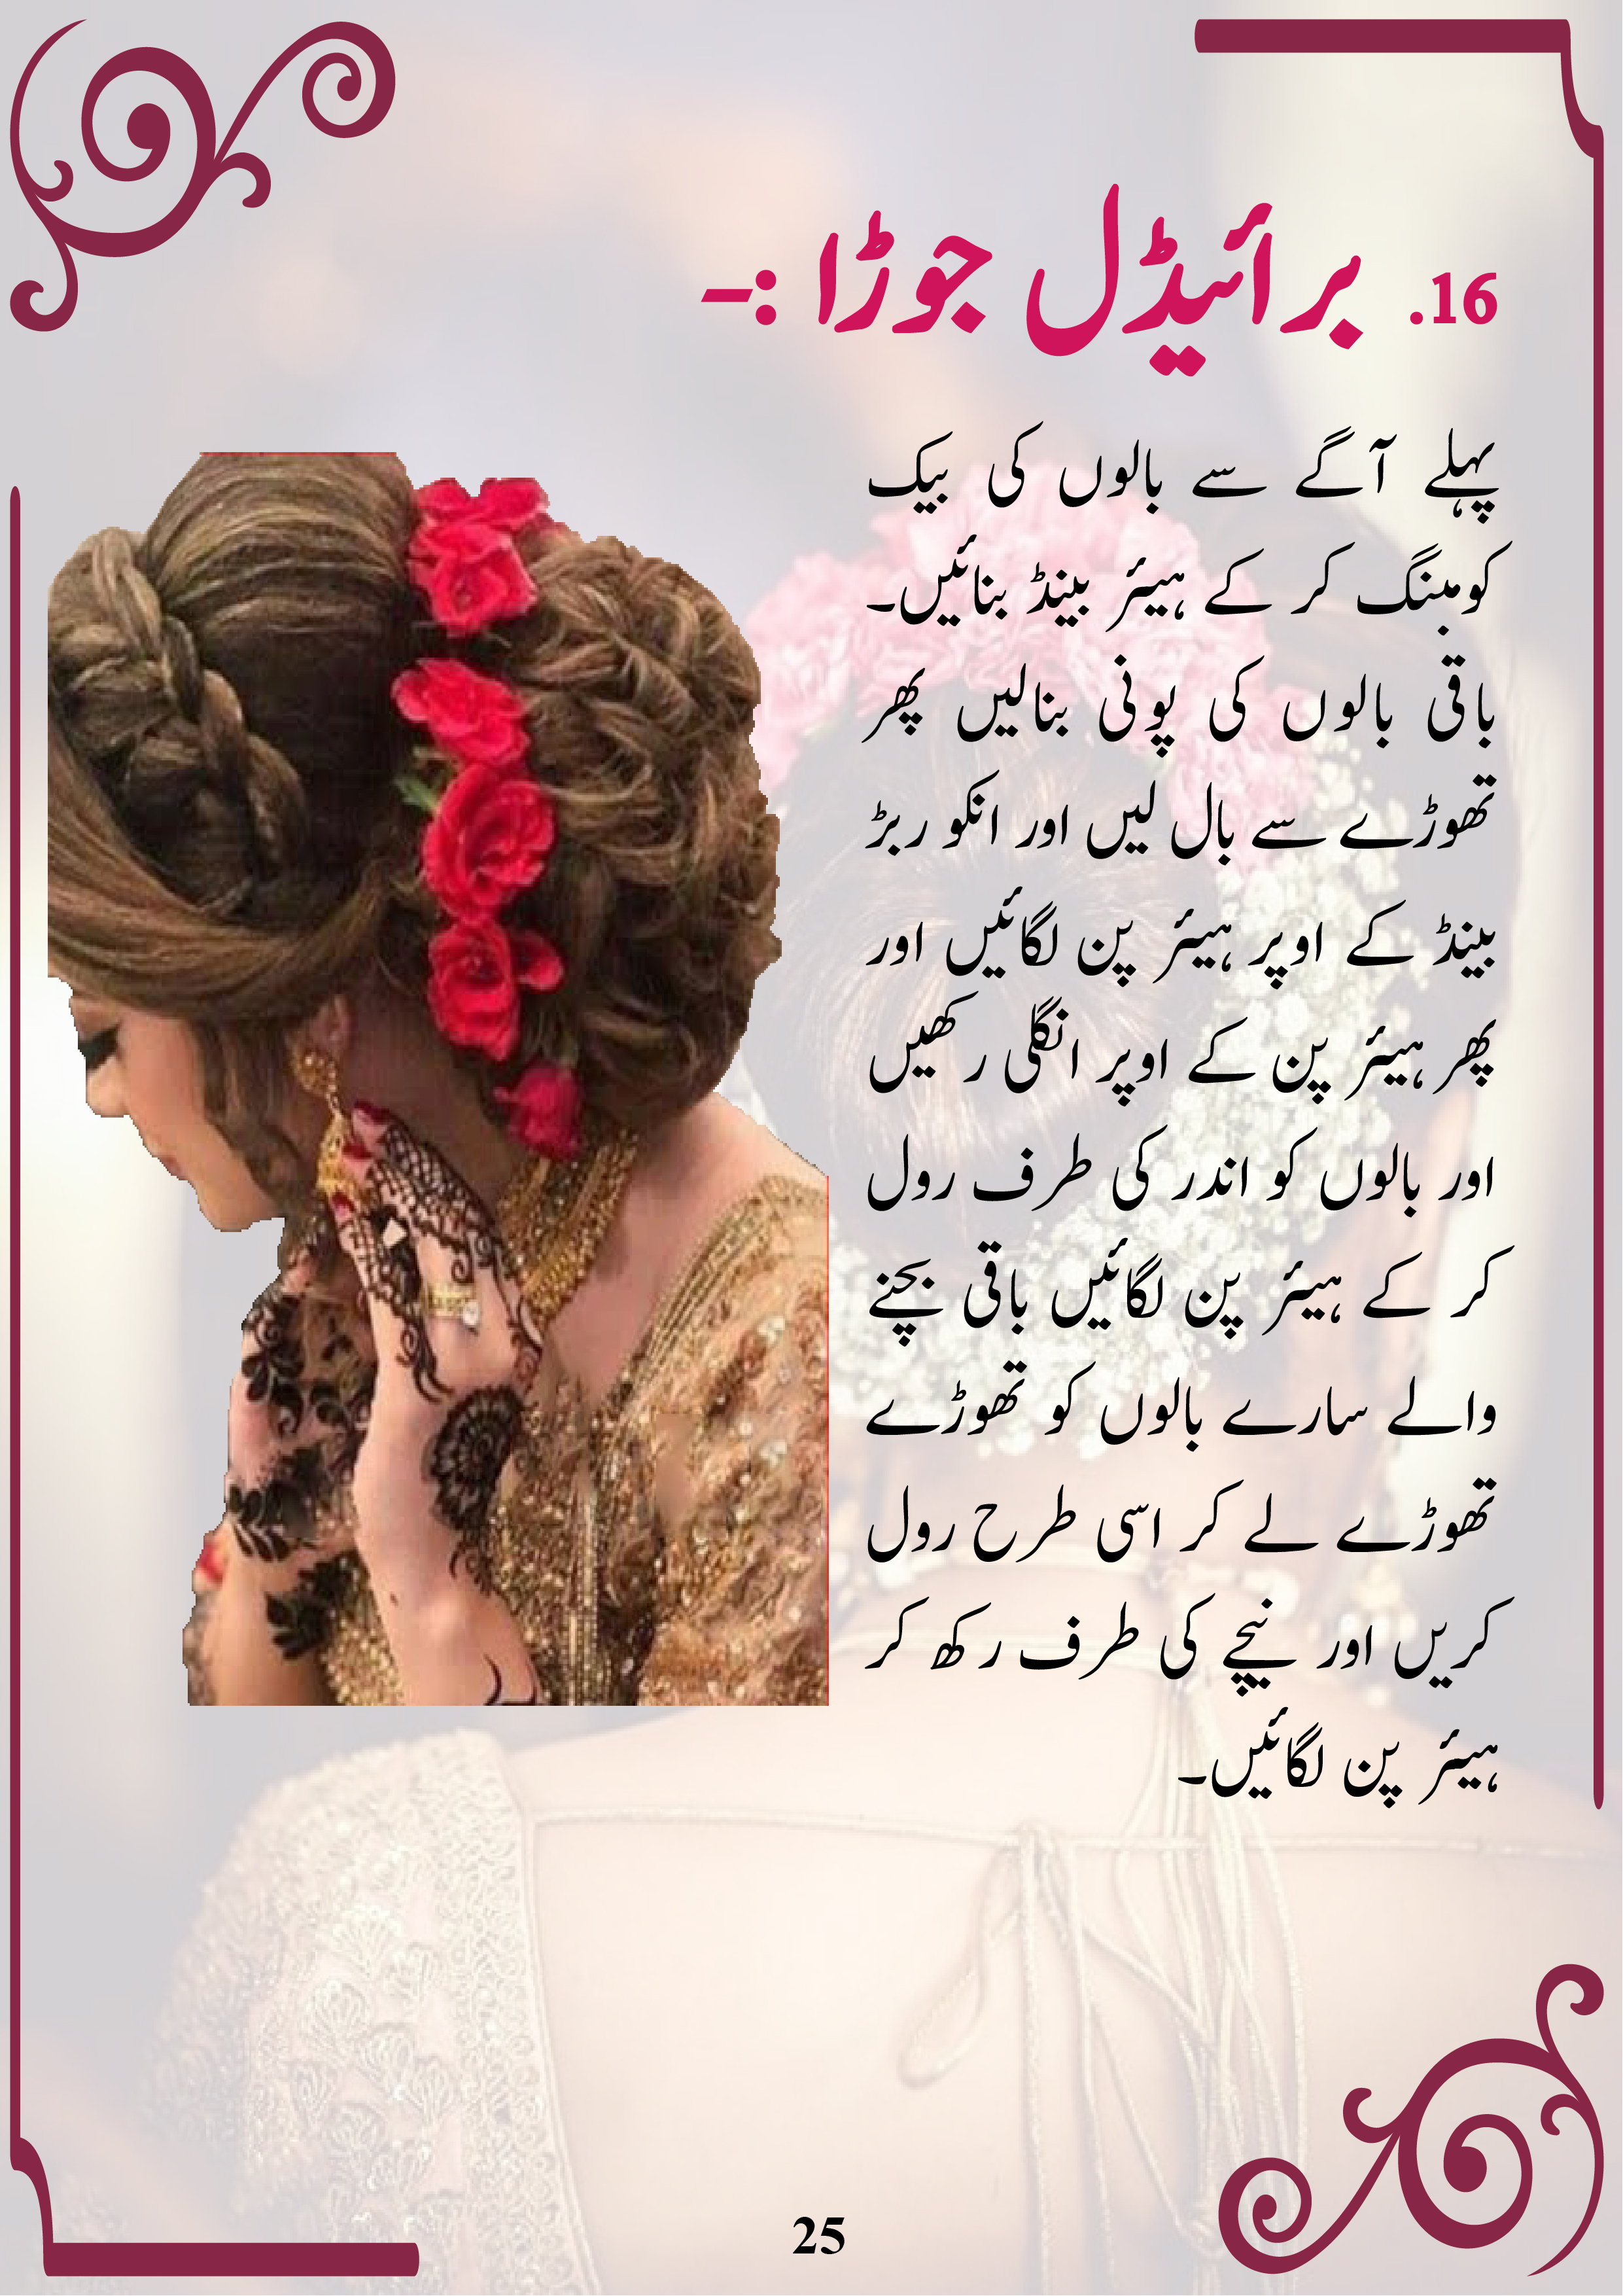 16. برائیڈل جوڑا :-
پہلے آگے سے بالوں کی بیک
کومبنگ کر کے ہیئر بینڈ بنائیں۔
باقی بالوں کی پونی بنالیں پھر
تھوڑے سے بال لیں اور انکو ربڑ
بینڈ کے اوپر ہیئر پن لگائیں اور
پھر ہیئر پن کے اوپر انگلی رکھیں
اور بالوں کو اندر کی طرف رول
کر کے ہیئر پن لگائیں باقی بچنے
والے سارے بالوں کو تھوڑے
تھوڑے لے کر اسی طرح رول
کریں اور نیچے کی طرف رکھ کر
ہیئر پن لگائیں۔
25